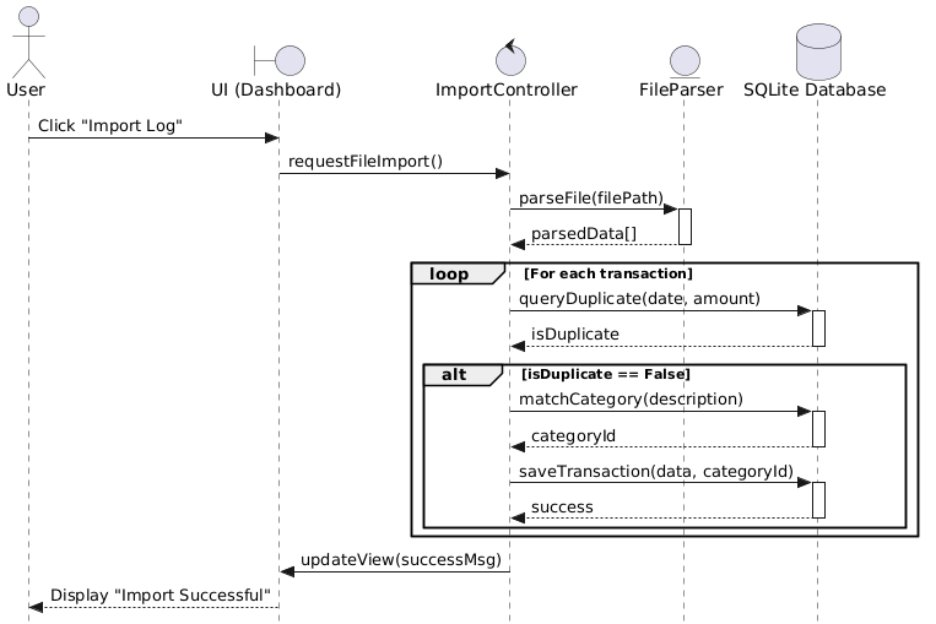 User
UI (Dashboard)
ImportController
FileParser
SQLite Database
Click "Import Log"
requestFileImport()
parseFile(filePath)
parsedData[]
loop [For each transaction]
queryDuplicate(date, amount)
isDuplicate
alt [isDuplicate == False]
matchCategory(description)
categoryId
saveTransaction(data, categoryId)
success
updateView(successMsg)
Display "Import Successful"